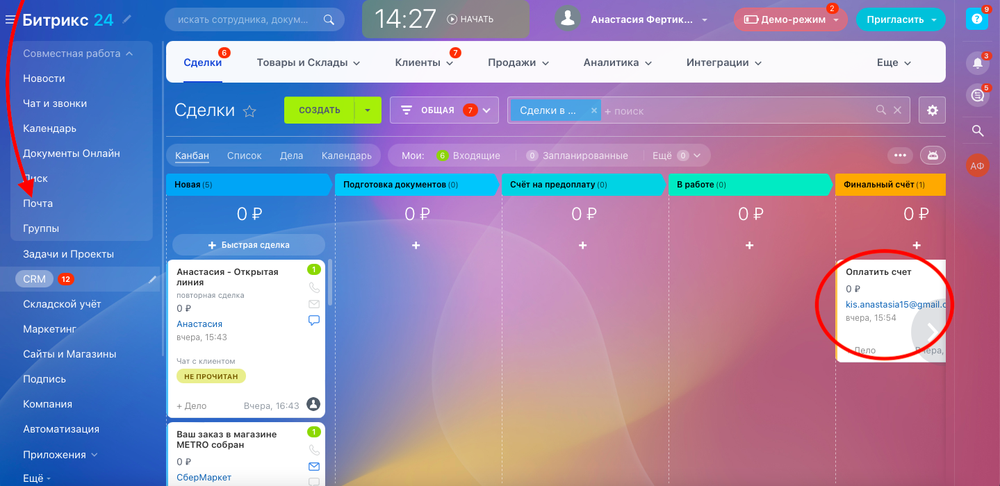 Битрикс 24
искать сотрудника, докум...
14:27
НАЧАТЬ
Анастасия Фертик...
Демо-режим
2
Пригласить
9
Совместная работа
Новости
Чат и звонки
Календарь
Документы Онлайн
Диск
Почта
Группы
Задачи и Проекты
CRM 12
Складской учёт
Маркетинг
Сайты и Магазины
Подпись
Компания
Автоматизация
Приложения
Ещё
Сделки 6
Товары и Склады
Клиенты 7
Продажи
Аналитика
Интеграции
Еще
3
5
АФ
Сделки
СОЗДАТЬ
ОБЩАЯ 7
Сделки в ... ×
+ поиск
Канбан
Список
Дела
Календарь
Мои:
6 Входящие
0 Запланированные
Ещё 0
Новая (5)
Подготовка документов (0)
Счёт на предоплату (0)
В работе (0)
Финальный счёт (1)
0 ₽
0 ₽
0 ₽
0 ₽
0 ₽
+ Быстрая сделка
+
+
+
+
Анастасия - Открытая
линия
1
повторная сделка
0 ₽
Анастасия
вчера, 15:43
Чат с клиентом
НЕ ПРОЧИТАН
+ Дело
Вчера, 16:43
Ваш заказ в магазине
METRO собран
1
0 ₽
СберМаркет
Оплатить счет
0 ₽
kis.anastasia15@gmail.c
вчера, 15:54
+ Дело
Вчера,